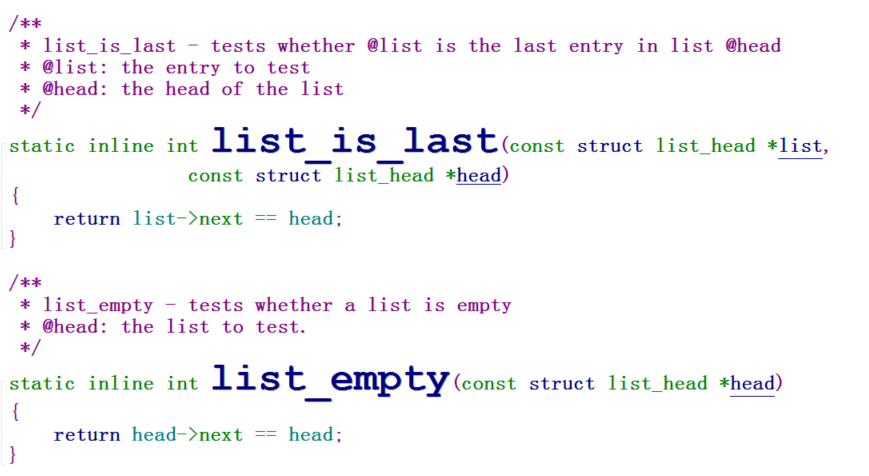 /**
 * list_is_last - tests whether @list is the last entry in list @head
 * @list: the entry to test
 * @head: the head of the list
 */
static inline int list_is_last(const struct list_head *list,
                const struct list_head *head)
{
    return list->next == head;
}
/**
 * list_empty - tests whether a list is empty
 * @head: the list to test.
 */
static inline int list_empty(const struct list_head *head)
{
    return head->next == head;
}